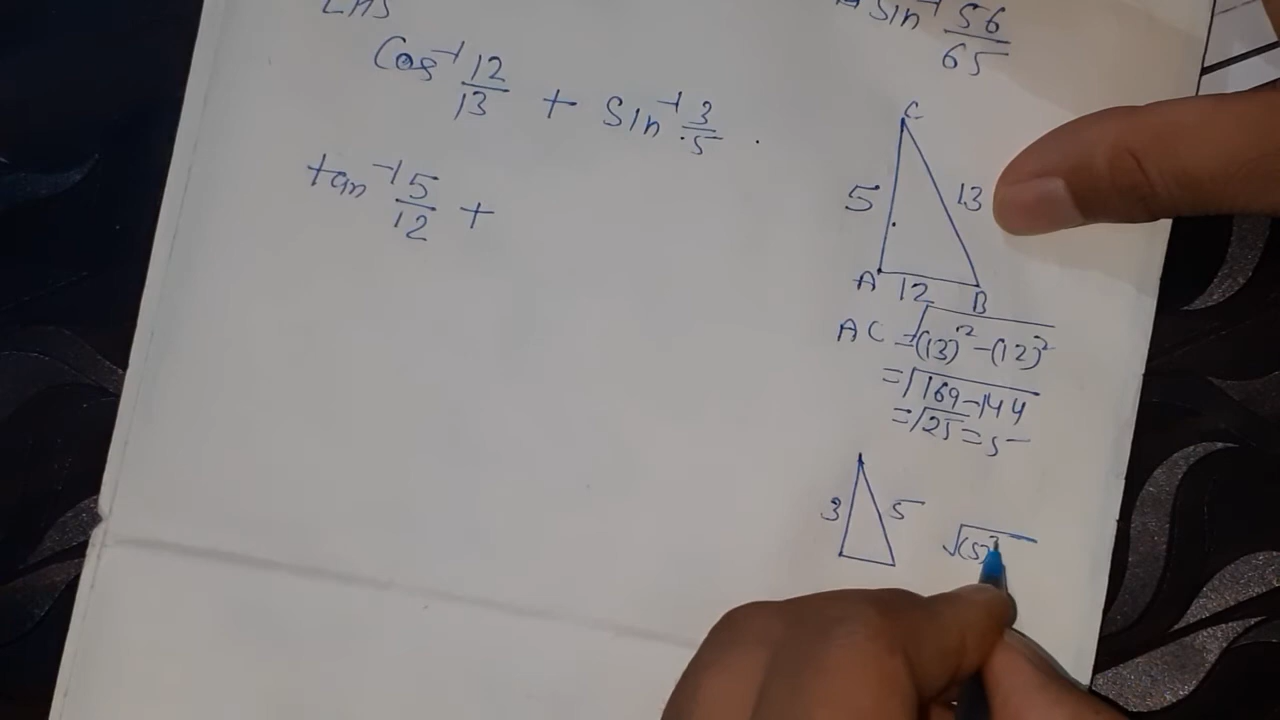 LHS
Sin⁻¹ 56/65
Cos⁻¹ 12/13 + Sin⁻¹ 3/5 .
tan⁻¹ 5/12 +
C
5
13
A
12
B
AC = √(13)² - (12)²
= √169 - 144
= √25 = 5
3
5
√(5)²